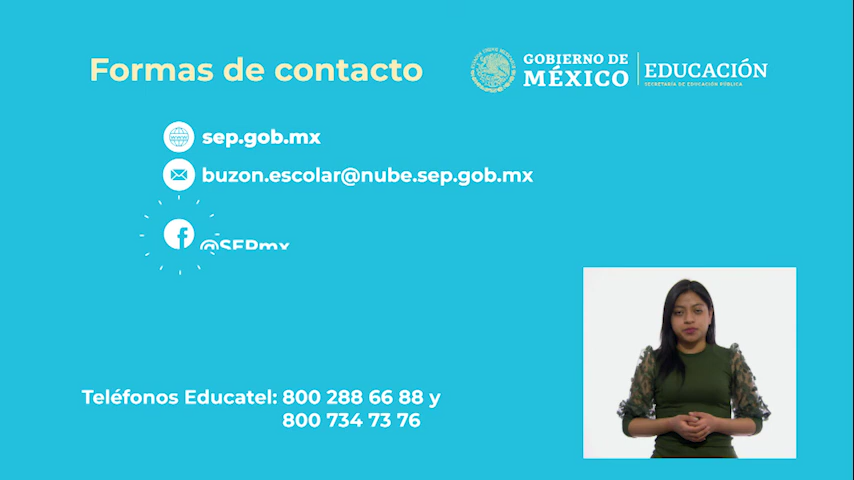 Formas de contacto
GOBIERNO DE
MÉXICO
EDUCACIÓN
SECRETARÍA DE EDUCACIÓN PÚBLICA
sep.gob.mx
buzon.escolar@nube.sep.gob.mx
@SEPmx
Teléfonos Educatel: 800 288 66 88 y
800 734 73 76